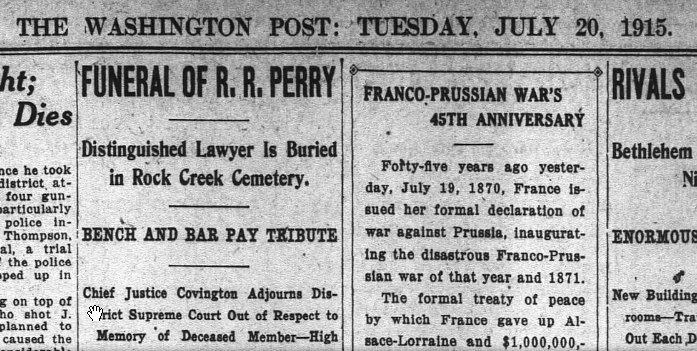 THE WASHINGTON POST: TUESDAY, JULY 20, 1915.
ht;
Dies
nce he took
district at-
four gun-
particularly
police in-
Thompson,
al, a trial
the police
oped up in
ng on top of
ho shot J.
planned to
caused the
FUNERAL OF R. R. PERRY
Distinguished Lawyer Is Buried
in Rock Creek Cemetery.
BENCH AND BAR PAY TRIBUTE
Chief Justice Covington Adjourns Dis-
trict Supreme Court Out of Respect to
Memory of Deceased Member—High
FRANCO-PRUSSIAN WAR'S
45TH ANNIVERSARY
Forty-five years ago yester-
day, July 19, 1870, France is-
sued her formal declaration of
war against Prussia, inaugurat-
ing the disastrous Franco-Prus-
sian war of that year and 1871.
The formal treaty of peace
by which France gave up Al-
sace-Lorraine and $1,000,000,-
RIVALS
Bethlehem
Ni
ENORMOUS
New Building
rooms—Tra
Out Each D